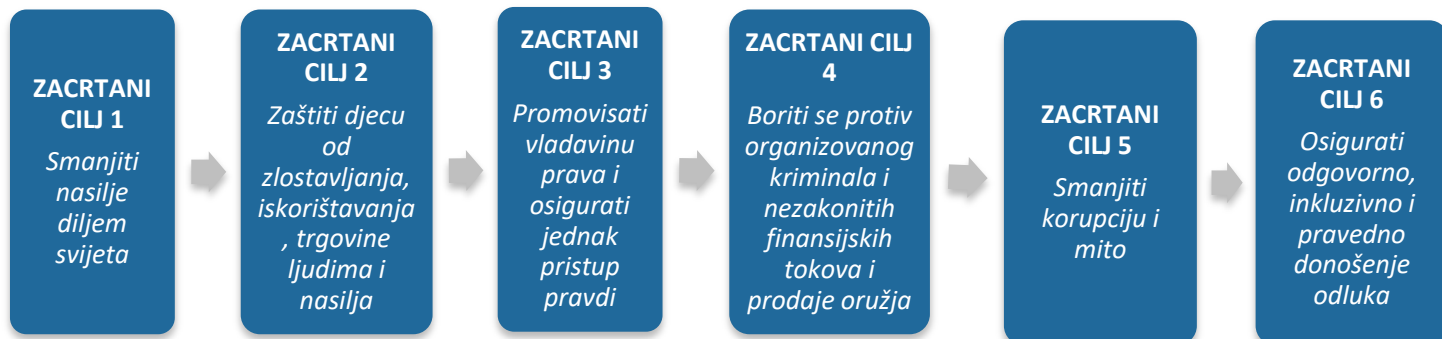 ZACRTANI
CILJ 1
Smanjiti
nasilje
diljem
svijeta
ZACRTANI
CILJ 2
Zaštiti djecu
od
zlostavljanja,
iskorištavanja
, trgovine
ljudima i
nasilja
ZACRTANI
CILJ 3
Promovisati
vladavinu
prava i
osigurati
jednak
pristup
pravdi
ZACRTANI CILJ
4
Boriti se protiv
organizovanog
kriminala i
nezakonitih
finansijskih
tokova i
prodaje oružja
ZACRTANI
CILJ 5
Smanjiti
korupciju i
mito
ZACRTANI
CILJ 6
Osigurati
odgovorno,
inkluzivno i
pravedno
donošenje
odluka